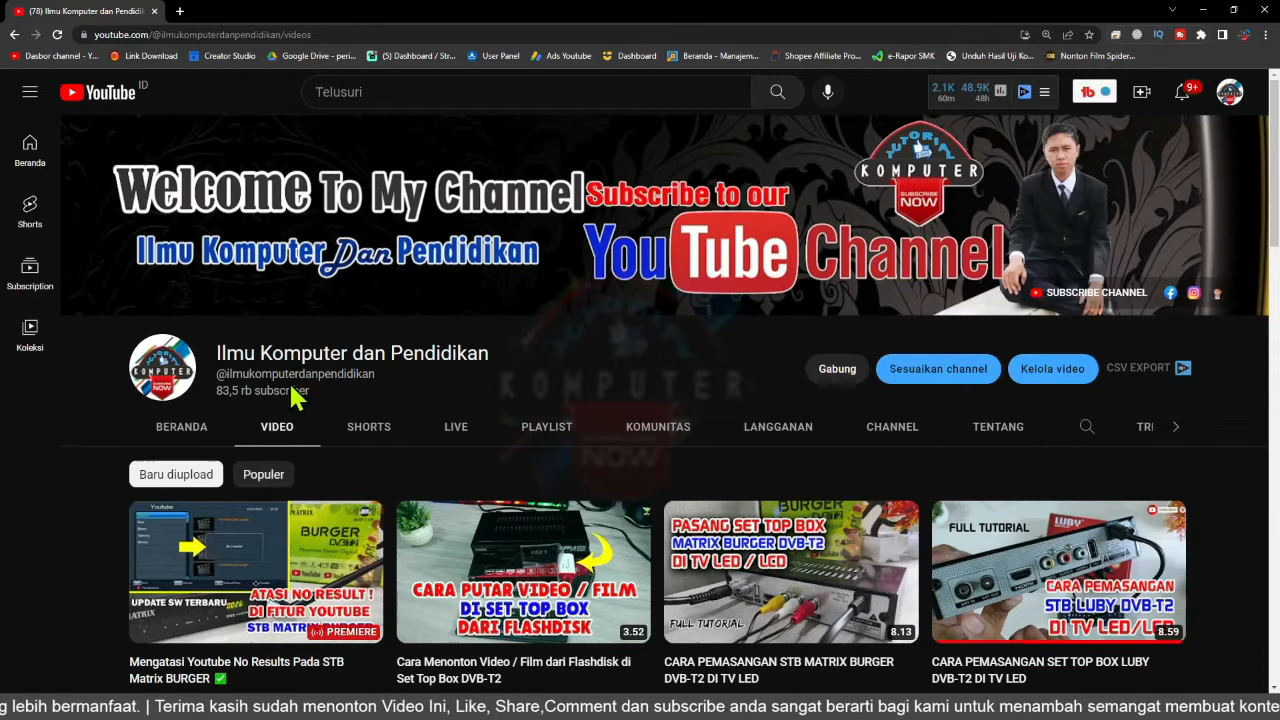 (78) Ilmu Komputer dan Pendidik
youtube.com/@ilmukomputerdanpendidikan/videos
Dasbor channel - Y...
Link Download
Creator Studio
Google Drive - peri...
(5) Dashboard / Str...
User Panel
Ads Youtube
Dashboard
Beranda - Manajem...
Shopee Affiliate Pro...
e-Rapor SMK
Unduh Hasil Uji Ko...
Nonton Film Spider...
YouTube ID
Telusuri
2.1K 48.9K
60m 48h
9+
Beranda
Shorts
Subscription
Koleksi
Welcome To My Channel
Ilmu Komputer Dan Pendidikan
Subscribe to our
YouTube Channel
TUTORIAL
KOMPUTER
SUBSCRIBE
NOW
SUBSCRIBE CHANNEL
Ilmu Komputer dan Pendidikan
@ilmukomputerdanpendidikan
83,5 rb subscriber
Gabung
Sesuaikan channel
Kelola video
CSV EXPORT
KOMPUTER
NOW
BERANDA
VIDEO
SHORTS
LIVE
PLAYLIST
KOMUNITAS
LANGGANAN
CHANNEL
TENTANG
Baru diupload
Populer
Youtube
MATRIX
BURGER
DVB-T2
ATASI NO RESULT !
UPDATE SW TERBARU
DI FITUR YOUTUBE
PREMIERE
CARA PUTAR VIDEO / FILM
DI SET TOP BOX
DARI FLASHDISK
3.52
PASANG SET TOP BOX
MATRIX BURGER DVB-T2
DI TV LED / LCD
FULL TUTORIAL
8.13
FULL TUTORIAL
LUBY
CARA PEMASANGAN
STB LUBY DVB-T2
DI TV LED/LCD
8.59
Mengatasi Youtube No Results Pada STB
Matrix BURGER ✅
Cara Menonton Video / Film dari Flashdisk di
Set Top Box DVB-T2
CARA PEMASANGAN STB MATRIX BURGER
DVB-T2 DI TV LED
CARA PEMASANGAN SET TOP BOX LUBY
DVB-T2 DI TV LED
g lebih bermanfaat. | Terima kasih sudah menonton Video Ini, Like, Share,Comment dan subscribe anda sangat berarti bagi kami untuk menambah semangat membuat konte